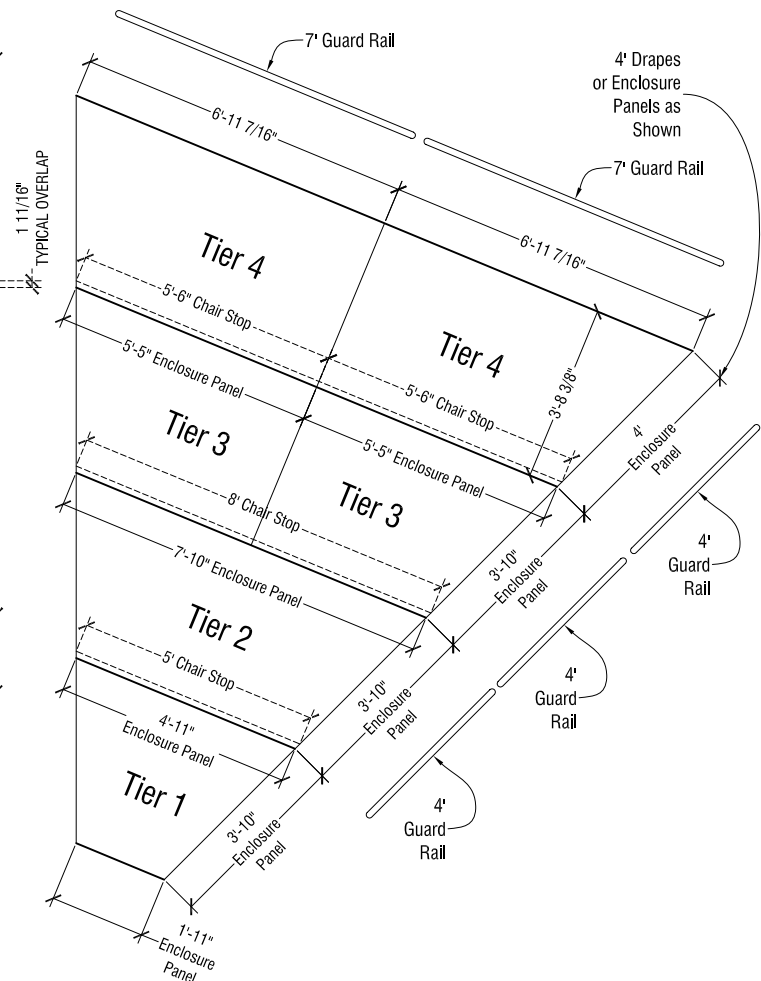 7' Guard Rail
4' Drapes
or Enclosure
Panels as
Shown
6'-11 7/16"
7' Guard Rail
1 11/16"
TYPICAL OVERLAP
6'-11 7/16"
Tier 4
5'-6" Chair Stop
Tier 4
3'-8 3/8"
5'-5" Enclosure Panel
5'-6" Chair Stop
4'
Enclosure
Panel
Tier 3
5'-5" Enclosure Panel
8' Chair Stop
Tier 3
4'
Guard
Rail
7'-10" Enclosure Panel
3'-10"
Enclosure
Panel
Tier 2
5' Chair Stop
4'
Guard
Rail
3'-10"
Enclosure
Panel
4'-11"
Enclosure Panel
Tier 1
4'
Guard
Rail
3'-10"
Enclosure
Panel
1'-11"
Enclosure
Panel